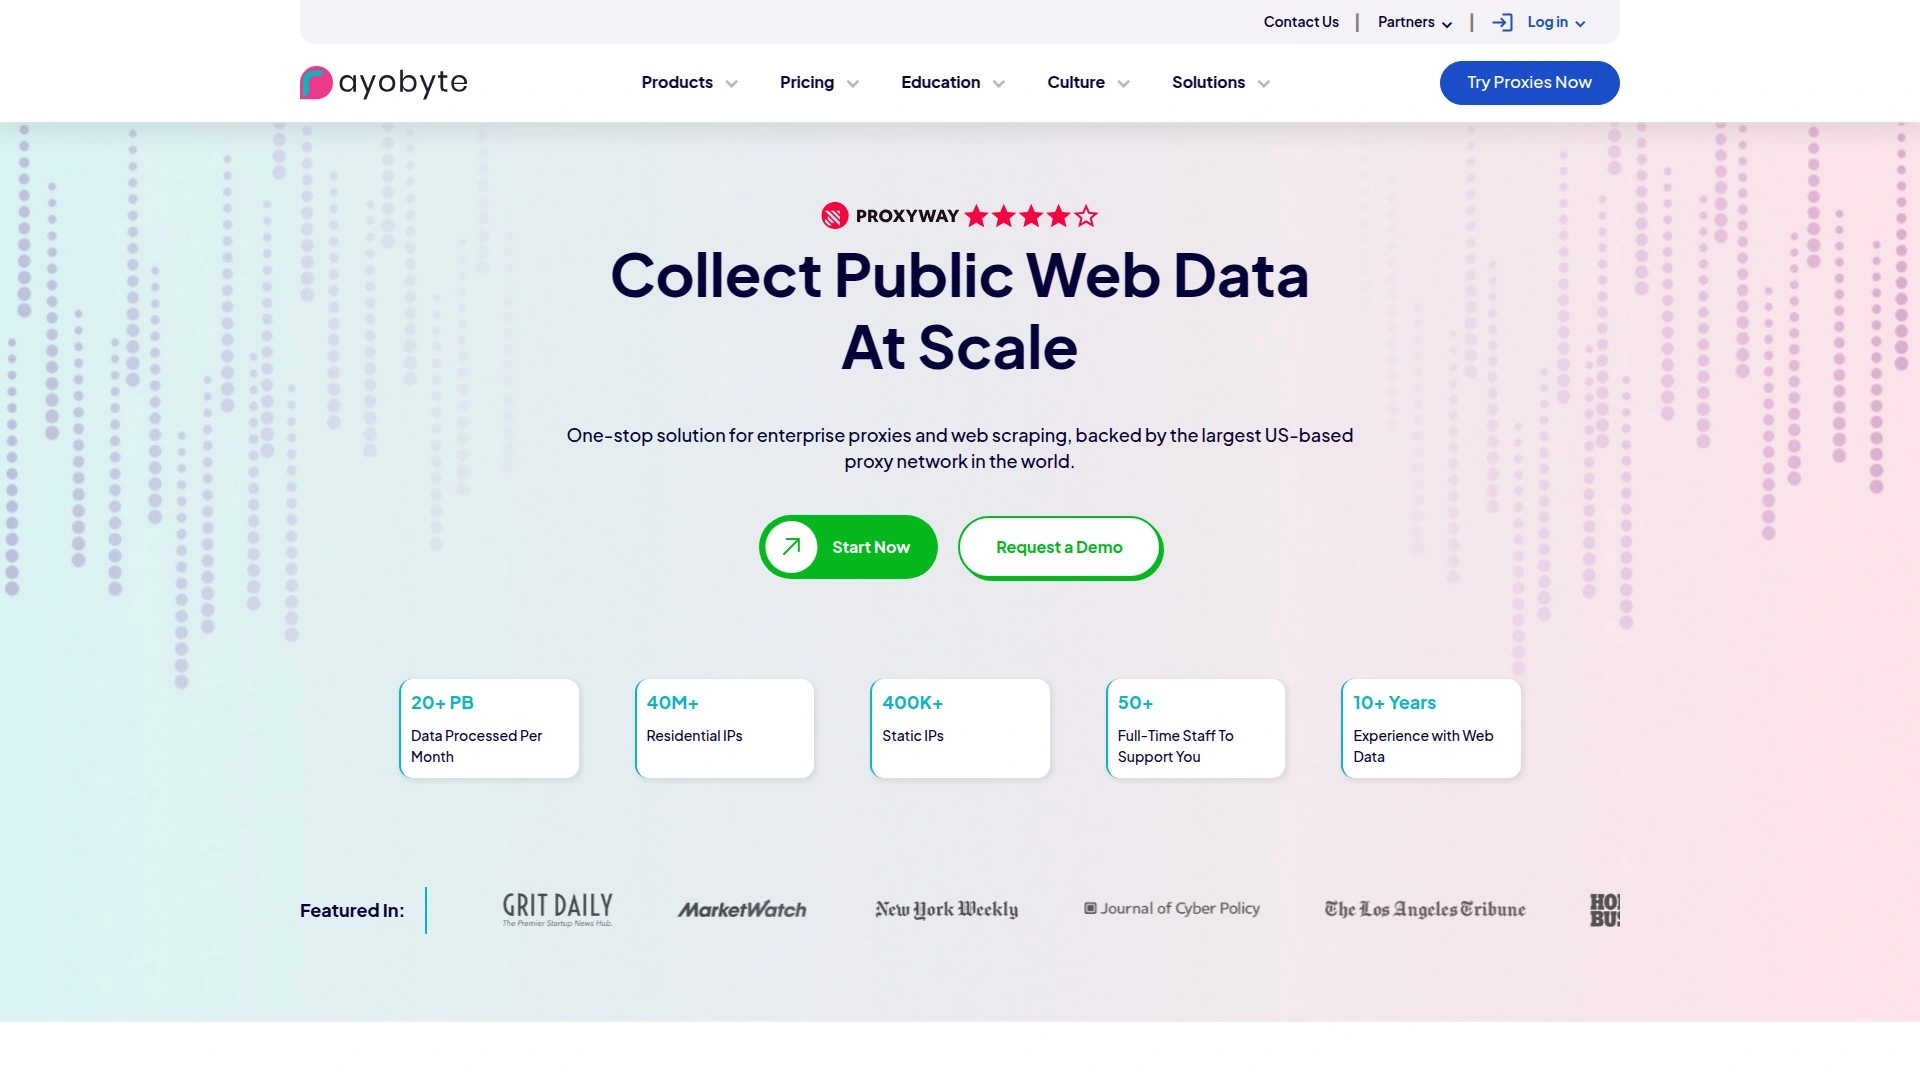 Contact Us | Partners | Log in
ayobyte
Products Pricing Education Culture Solutions
Try Proxies Now
PROXYWAY
Collect Public Web Data
At Scale
One-stop solution for enterprise proxies and web scraping, backed by the largest US-based
proxy network in the world.
Start Now
Request a Demo
20+ PB
Data Processed Per
Month
40M+
Residential IPs
400K+
Static IPs
50+
Full-Time Staff To
Support You
10+ Years
Experience with Web
Data
Featured In:
GRIT DAILY
The Premier Startup News Hub.
MarketWatch
New York Weekly
Journal of Cyber Policy
The Los Angeles Tribune